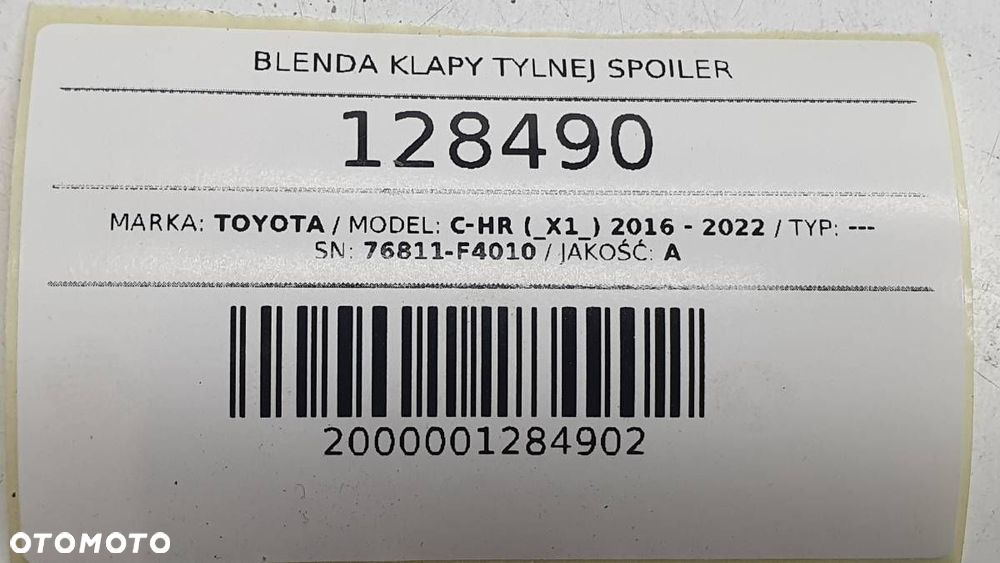 BLENDA KLAPY TYLNEJ SPOILER
128490
MARKA: TOYOTA / MODEL: C-HR (_X1_) 2016 - 2022 / TYP: ---
SN: 76811-F4010 / JAKOŚĆ: A
2000001284902
OTOMOTO